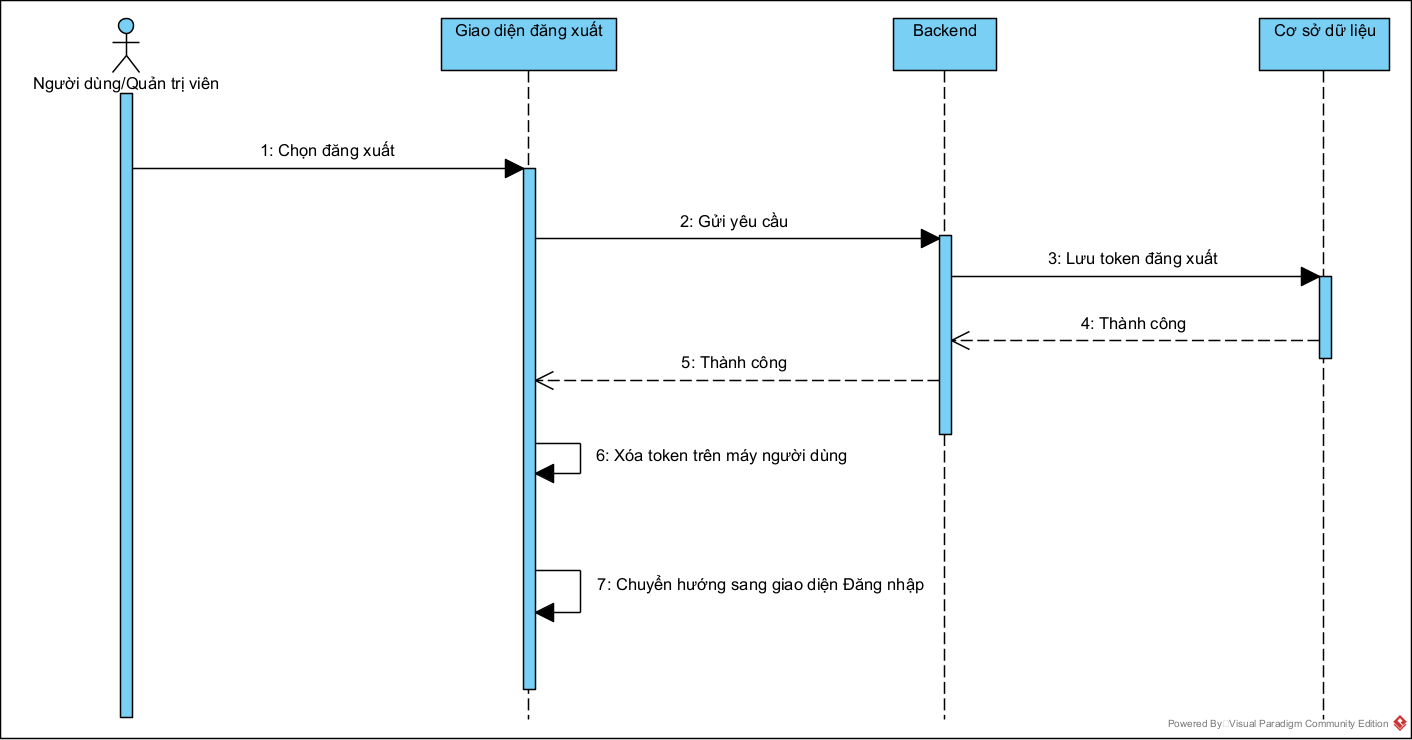 Giao diện đăng xuất
Backend
Cơ sở dữ liệu
Người dùng/Quản trị viên
1: Chọn đăng xuất
2: Gửi yêu cầu
3: Lưu token đăng xuất
4: Thành công
5: Thành công
6: Xóa token trên máy người dùng
7: Chuyển hướng sang giao diện Đăng nhập
Powered By Visual Paradigm Community Edition